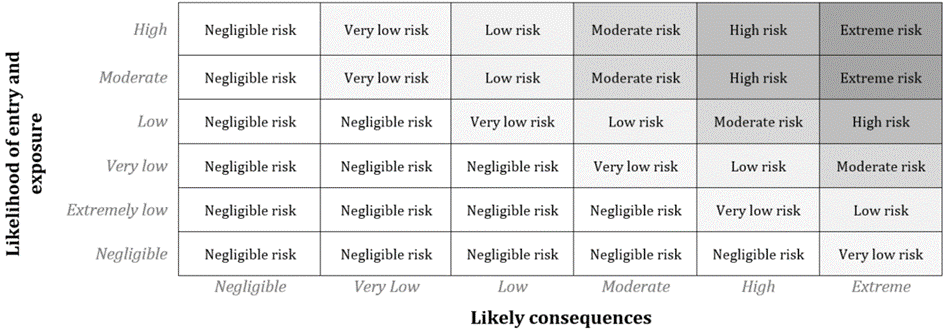 Likelihood of entry and
exposure
High Negligible risk Very low risk Low risk Moderate risk High risk Extreme risk
Moderate Negligible risk Very low risk Low risk Moderate risk High risk Extreme risk
Low Negligible risk Negligible risk Very low risk Low risk Moderate risk High risk
Very low Negligible risk Negligible risk Negligible risk Very low risk Low risk Moderate risk
Extremely low Negligible risk Negligible risk Negligible risk Negligible risk Very low risk Low risk
Negligible Negligible risk Negligible risk Negligible risk Negligible risk Negligible risk Very low risk
Negligible Very Low Low Moderate High Extreme
Likely consequences